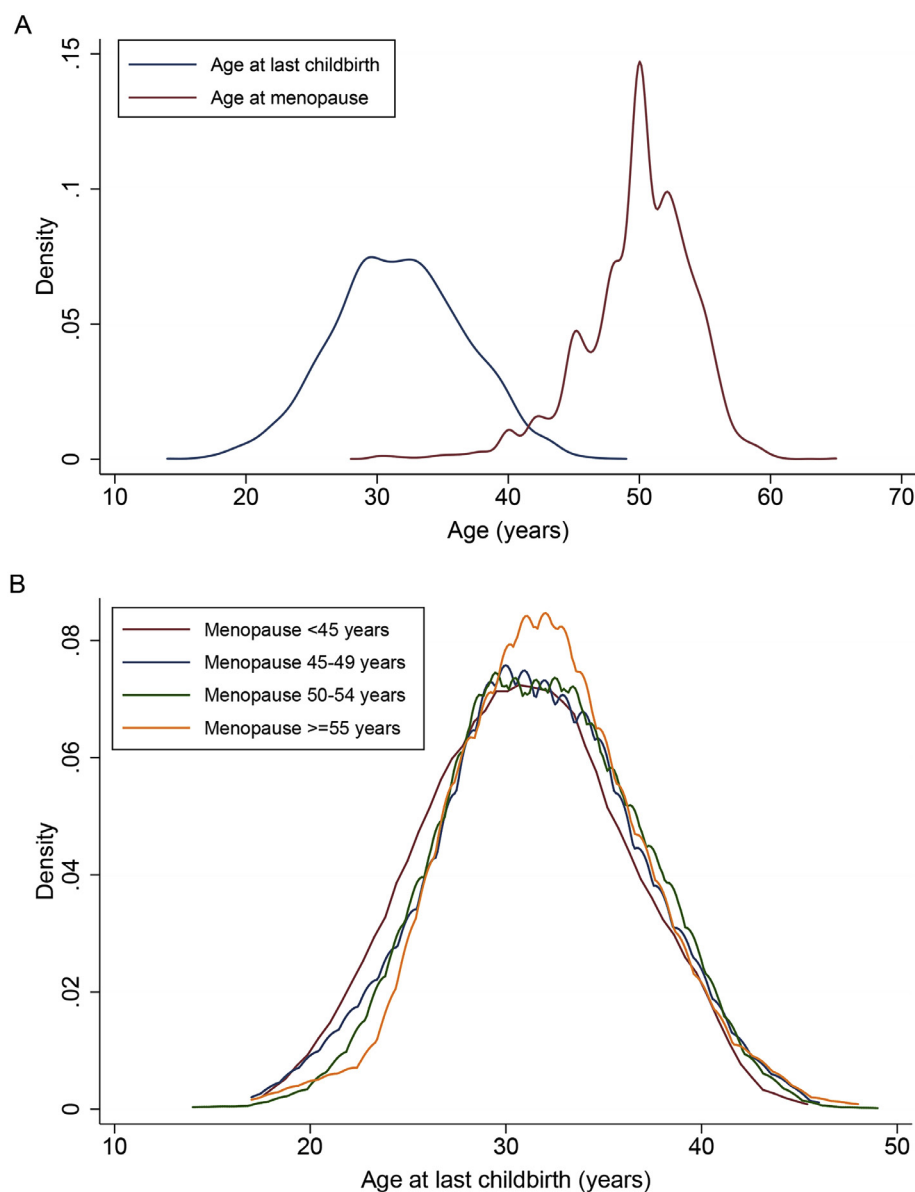 A
Age at last childbirth
Age at menopause
.15
.1
.05
0
Density
10 20 30 40 50 60 70
Age (years)
B
Menopause <45 years
Menopause 45-49 years
Menopause 50-54 years
Menopause >=55 years
.08
.06
.04
.02
0
Density
10 20 30 40 50
Age at last childbirth (years)